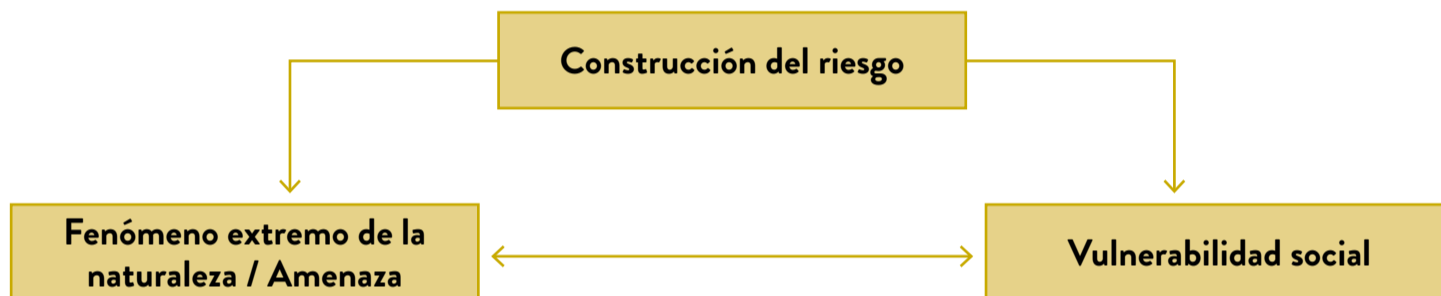 Construcción del riesgo
Fenómeno extremo de la
naturaleza / Amenaza
Vulnerabilidad social